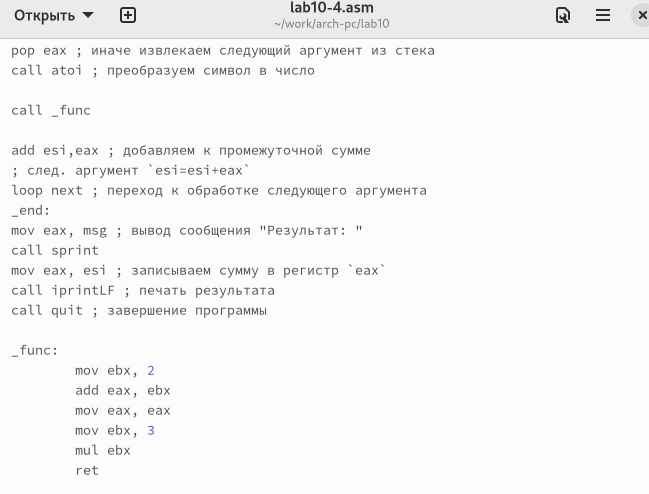 Открыть
lab10-4.asm
~/work/arch-pc/lab10
pop eax ; иначе извлекаем следующий аргумент из стека
call atoi ; преобразуем символ в число
call _func
add esi,eax ; добавляем к промежуточной сумме
; след. аргумент `esi=esi+eax`
loop next ; переход к обработке следующего аргумента
_end:
mov eax, msg ; вывод сообщения "Результат: "
call sprint
mov eax, esi ; записываем сумму в регистр `eax`
call iprintLF ; печать результата
call quit ; завершение программы
_func:
mov ebx, 2
add eax, ebx
mov eax, eax
mov ebx, 3
mul ebx
ret